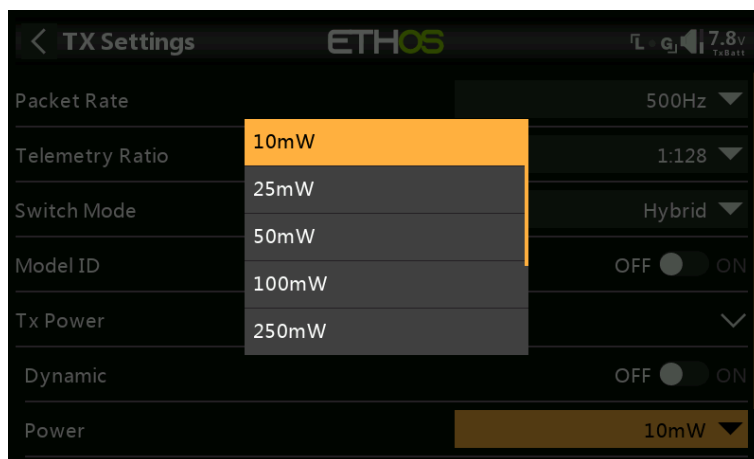 TX Settings ETHOS L G 7.8V
TxBatt
Packet Rate 500Hz
Telemetry Ratio 1:128
Switch Mode Hybrid
Model ID OFF ON
Tx Power
Dynamic OFF ON
Power 10mW
10mW
25mW
50mW
100mW
250mW